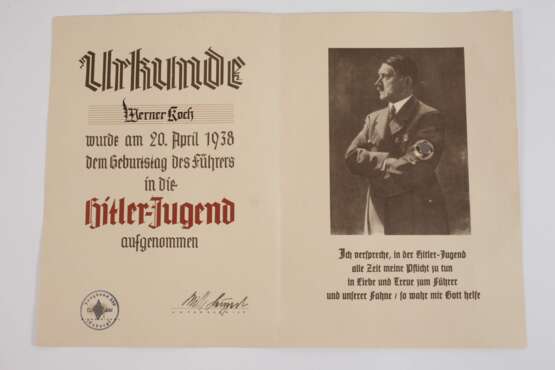 Urkunde
Werner Koch
wurde am 20. April 1938
dem Geburtstag des Führers
in die
Hitler-Jugend
aufgenommen
Ich verspreche, in der Hitler-Jugend
alle Zeit meine Pflicht zu tun
in Liebe und Treue zum Führer
und unserer Fahne / so wahr mir Gott helfe